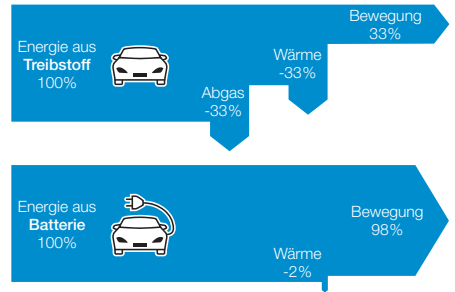 Bewegung
33%
Energie aus
Treibstoff
100%
Wärme
-33%
Abgas
-33%
Energie aus
Batterie
100%
Bewegung
98%
Wärme
-2%